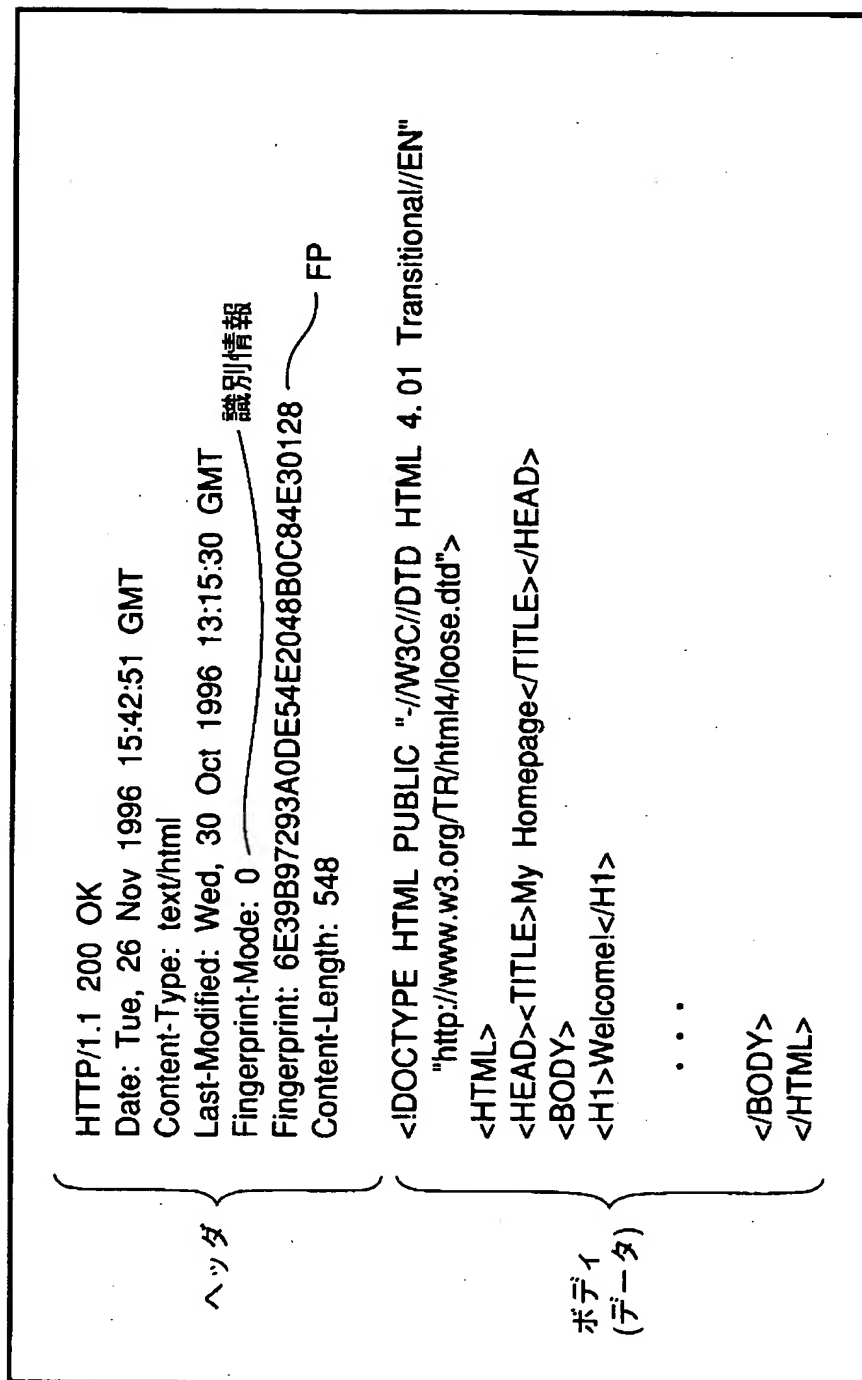 ヘッダ
HTTP/1.1 200 OK
Date: Tue, 26 Nov 1996 15:42:51 GMT
Content-Type: text/html
Last-Modified: Wed, 30 Oct 1996 13:15:30 GMT
Fingerprint-Mode: 0 識別情報
Fingerprint: 6E39B97293A0DE54E2048B0C84E30128 FP
Content-Length: 548
ボディ
(データ)
<!DOCTYPE HTML PUBLIC "-//W3C//DTD HTML 4. 01 Transitional//EN"
"http://www.w3.org/TR/html4/loose.dtd">
<HTML>
<HEAD><TITLE>My Homepage</TITLE></HEAD>
<BODY>
<H1>Welcome!</H1>
. . .
</BODY>
</HTML>